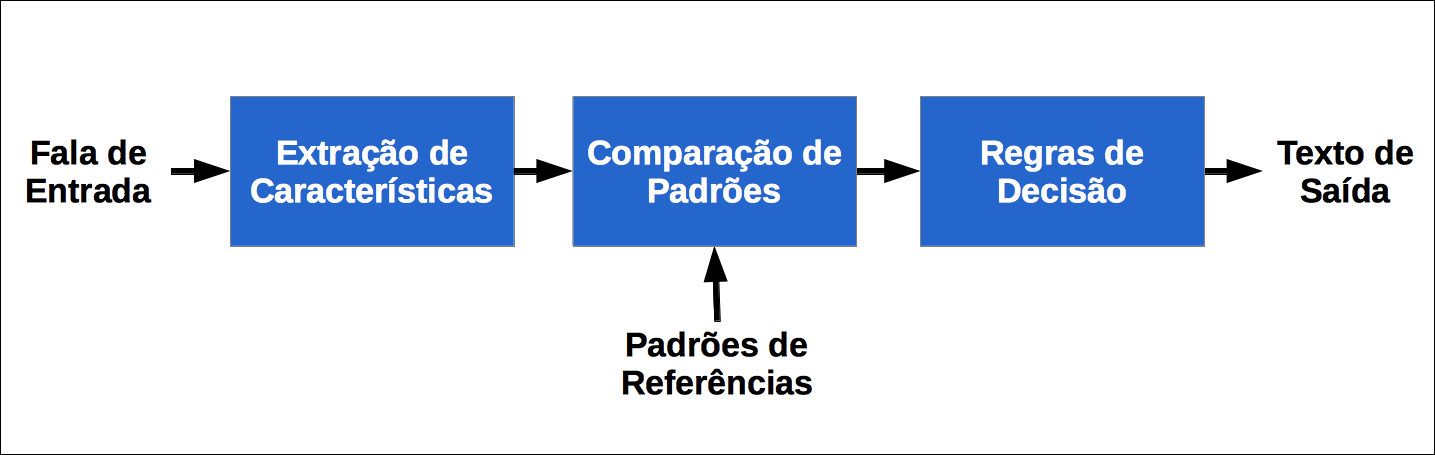 Fala de
Entrada
Extração de
Características
Comparação de
Padrões
Regras de
Decisão
Texto de
Saída
Padrões de
Referências